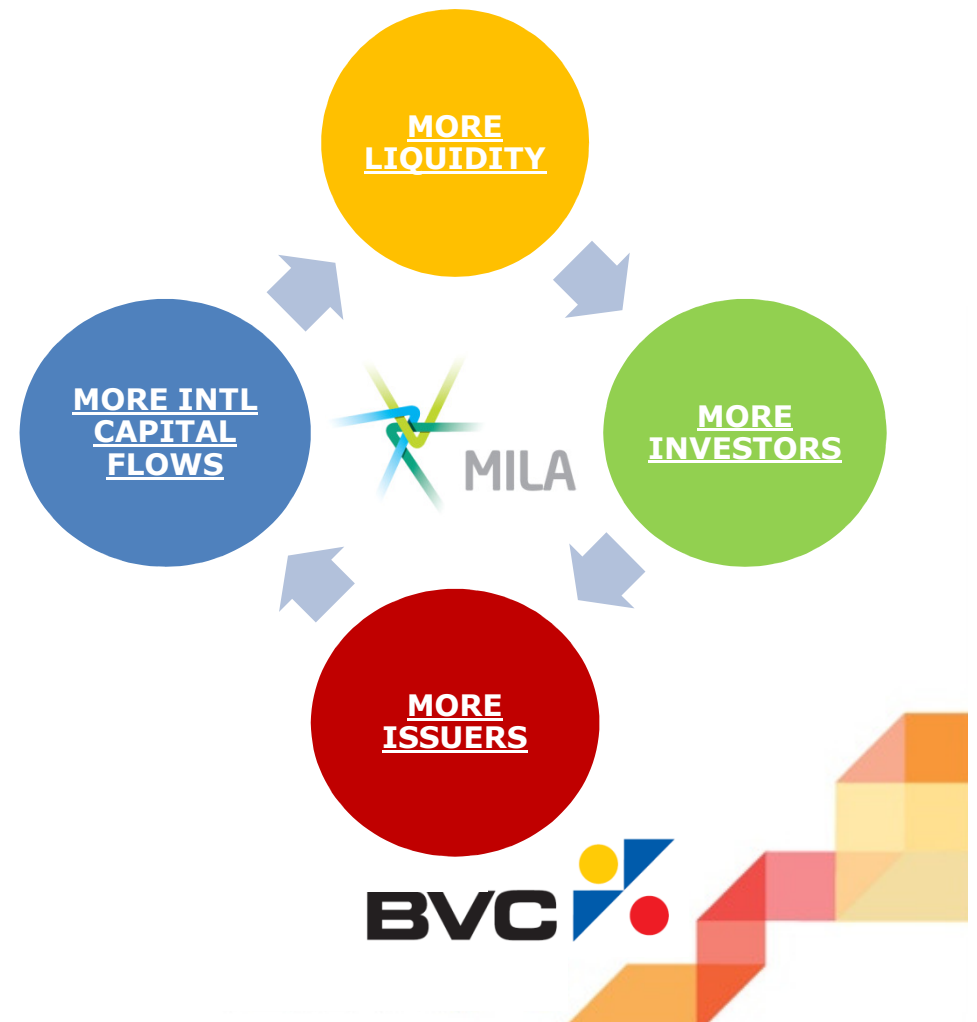 MORE
LIQUIDITY
MORE INTL
CAPITAL
FLOWS
MORE
INVESTORS
MILA
MORE
ISSUERS
BVC